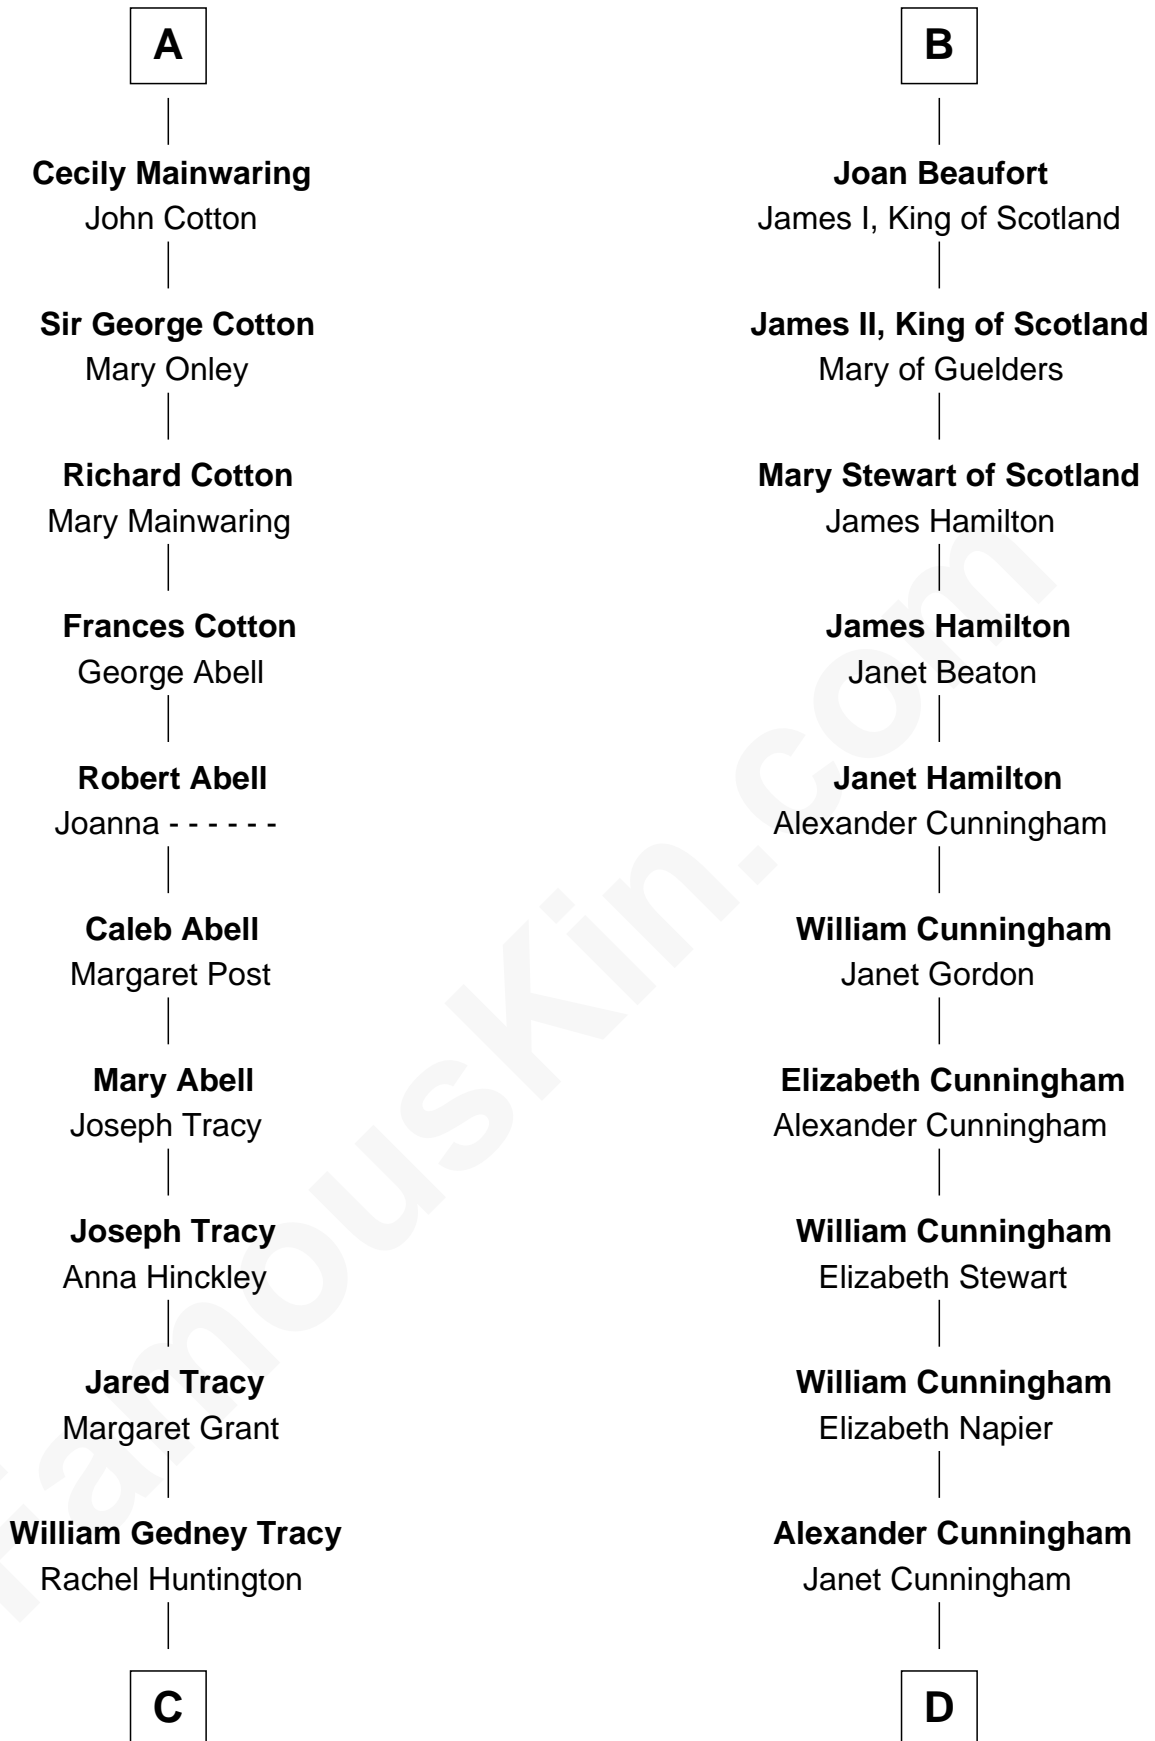 A
Cecily Mainwaring
John Cotton
Sir George Cotton
Mary Onley
Richard Cotton
Mary Mainwaring
Frances Cotton
George Abell
Robert Abell
Joanna - - - - - -
Caleb Abell
Margaret Post
Mary Abell
Joseph Tracy
Joseph Tracy
Anna Hinckley
Jared Tracy
Margaret Grant
William Gedney Tracy
Rachel Huntington
C
B
Joan Beaufort
James I, King of Scotland
James II, King of Scotland
Mary of Guelders
Mary Stewart of Scotland
James Hamilton
James Hamilton
Janet Beaton
Janet Hamilton
Alexander Cunningham
William Cunningham
Janet Gordon
Elizabeth Cunningham
Alexander Cunningham
William Cunningham
Elizabeth Stewart
William Cunningham
Elizabeth Napier
Alexander Cunningham
Janet Cunningham
D
FamousKin.com